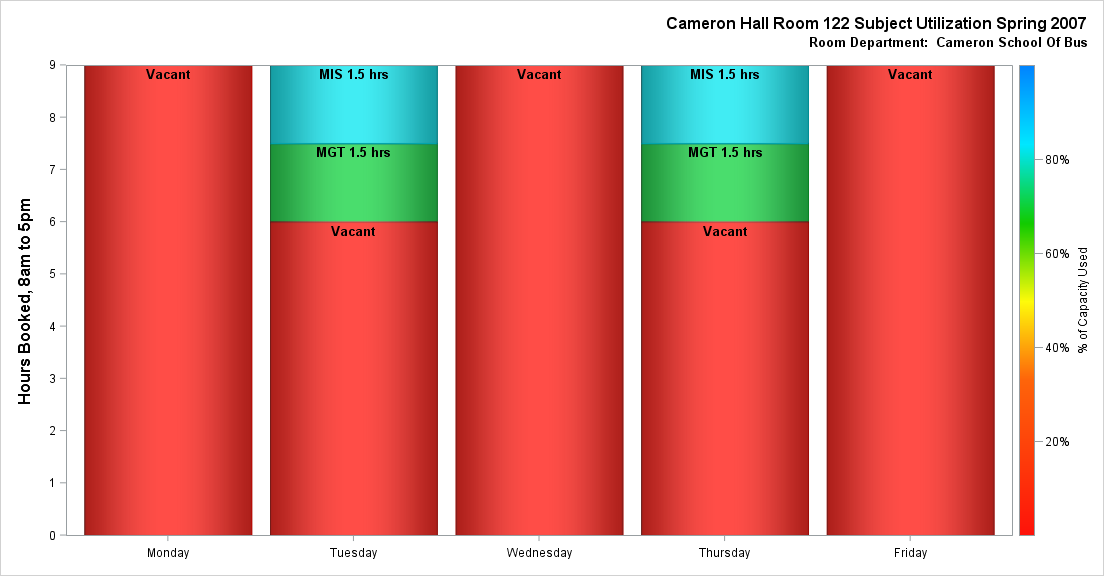 Cameron Hall Room 122 Subject Utilization Spring 2007
Room Department:  Cameron School Of Bus
Hours Booked, 8am to 5pm
9
8
7
6
5
4
3
2
1
0
Vacant
MIS 1.5 hrs
MGT 1.5 hrs
Vacant
Vacant
MIS 1.5 hrs
MGT 1.5 hrs
Vacant
Vacant
Monday
Tuesday
Wednesday
Thursday
Friday
80%
60%
40%
20%
% of Capacity Used